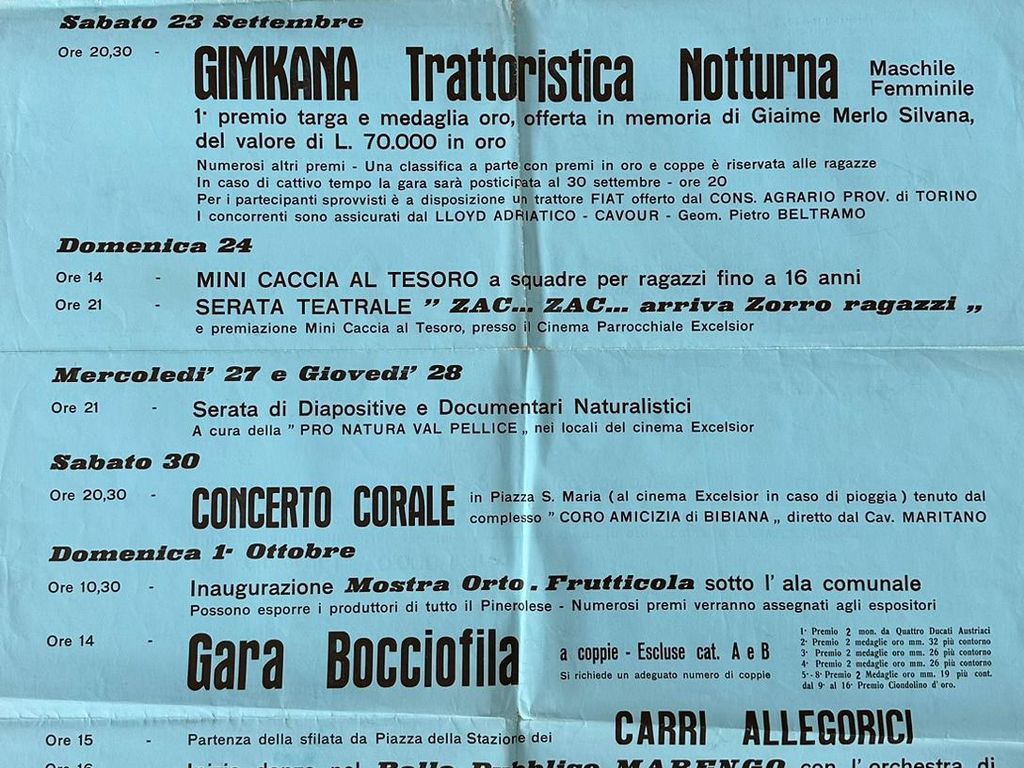 Sabato 23 Settembre
Ore 20,30 - GIMKANA Trattoristica Notturna Maschile Femminile
1° premio targa e medaglia oro, offerta in memoria di Giaime Merlo Silvana,
del valore di L. 70.000 in oro
Numerosi altri premi - Una classifica a parte con premi in oro e coppe è riservata alle ragazze
In caso di cattivo tempo la gara sarà posticipata al 30 settembre - ore 20
Per i partecipanti sprovvisti è a disposizione un trattore FIAT offerto dal CONS. AGRARIO PROV. di TORINO
I concorrenti sono assicurati dal LLOYD ADRIATICO - CAVOUR - Geom. Pietro BELTRAMO
Domenica 24
Ore 14 - MINI CACCIA AL TESORO a squadre per ragazzi fino a 16 anni
Ore 21 - SERATA TEATRALE " ZAC... ZAC... arriva Zorro ragazzi „
e premiazione Mini Caccia al Tesoro, presso il Cinema Parrocchiale Excelsior
Mercoledi' 27 e Giovedi' 28
Ore 21 - Serata di Diapositive e Documentari Naturalistici
A cura della " PRO NATURA VAL PELLICE „ nei locali del cinema Excelsior
Sabato 30
Ore 20,30 - CONCERTO CORALE in Piazza S. Maria ( al cinema Excelsior in caso di pioggia ) tenuto dal
complesso " CORO AMICIZIA di BIBIANA „ diretto dal Cav. MARITANO
Domenica 1° Ottobre
Ore 10,30 - Inaugurazione Mostra Orto - Frutticola sotto l' ala comunale
Possono esporre i produttori di tutto il Pinerolese - Numerosi premi verranno assegnati agli espositori
Ore 14 - Gara Bocciofila a coppie - Escluse cat. A e B
Si richiede un adeguato numero di coppie
1° Premio 2 mon. da Quattro Ducati Austriaci
2° Premio 2 medaglie oro mm. 32 più contorno
3° Premio 2 medaglie oro mm. 26 più contorno
4° Premio 2 medaglie oro mm. 26 più contorno
5°-8° Premio 2 Medaglie oro mm. 19 più cont.
dal 9° al 16° Premio Ciondolino d' oro.
Ore 15 - Partenza della sfilata da Piazza della Stazione dei CARRI ALLEGORICI
Ore 16 - Inizio danze nel Ballo Pubblico MARENGO con l' orchestra di